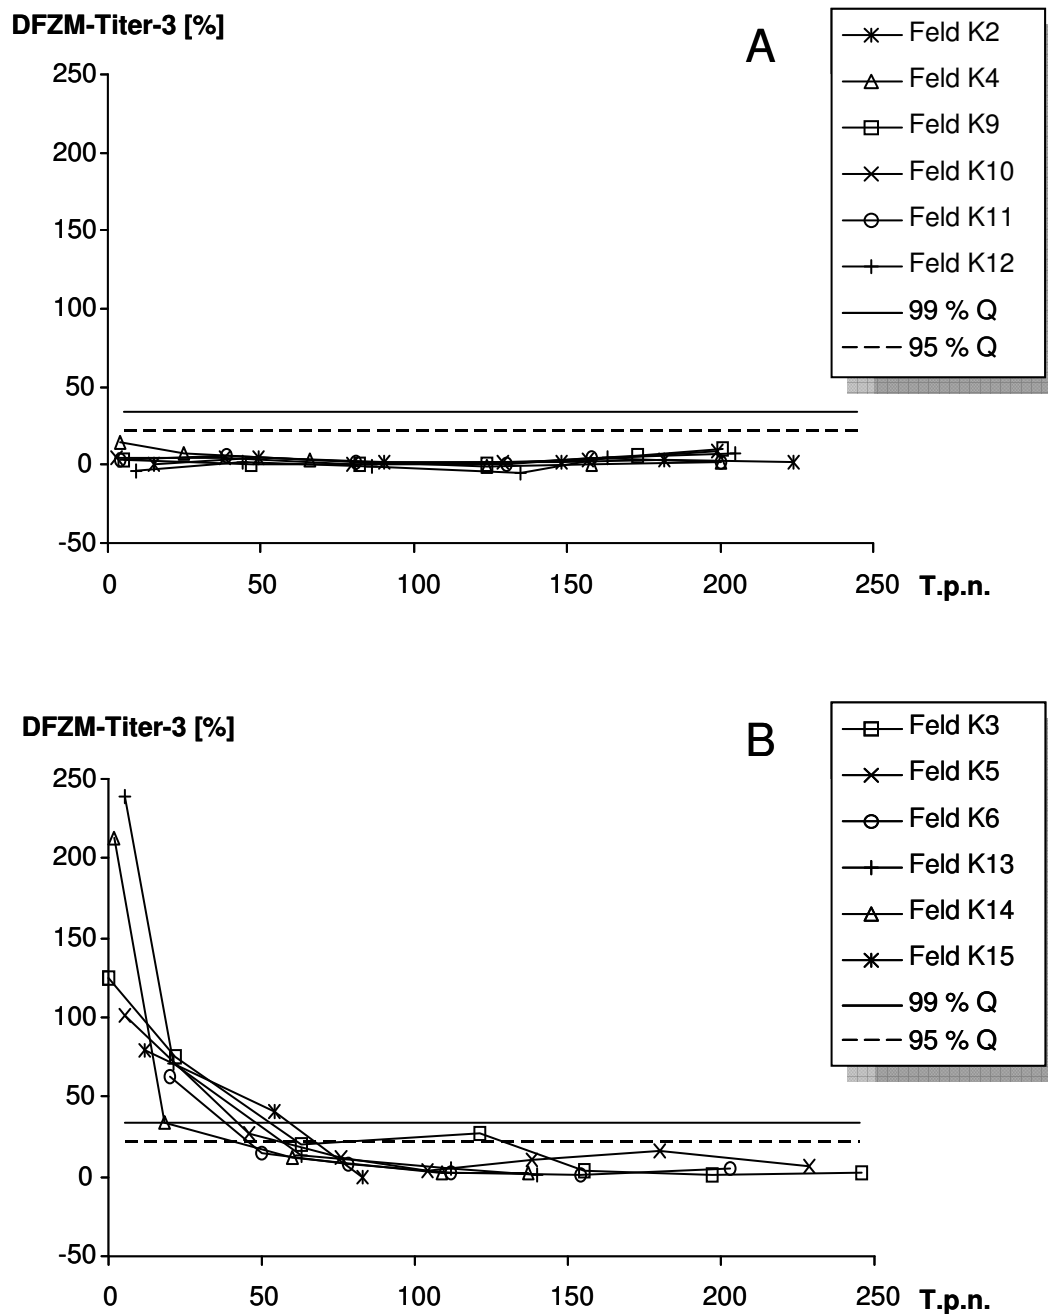 DFZM-Titer-3 [%]
A
Feld K2
Feld K4
Feld K9
Feld K10
Feld K11
Feld K12
99 % Q
95 % Q
250
200
150
100
50
0
-50
0 50 100 150 200 250 T.p.n.
DFZM-Titer-3 [%]
B
Feld K3
Feld K5
Feld K6
Feld K13
Feld K14
Feld K15
99 % Q
95 % Q
250
200
150
100
50
0
-50
0 50 100 150 200 250 T.p.n.